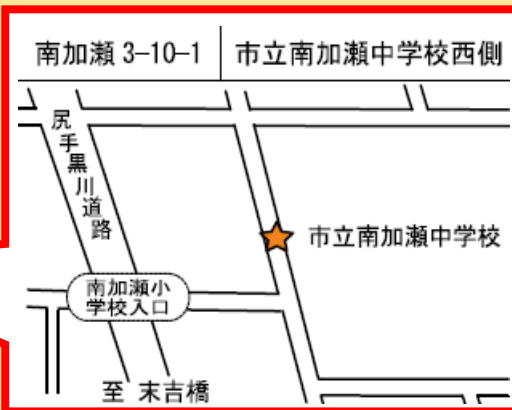 南加瀬 3-10-1
市立南加瀬中学校西側
尻手黒川道路
市立南加瀬中学校
南加瀬小
学校入口
至 末吉橋